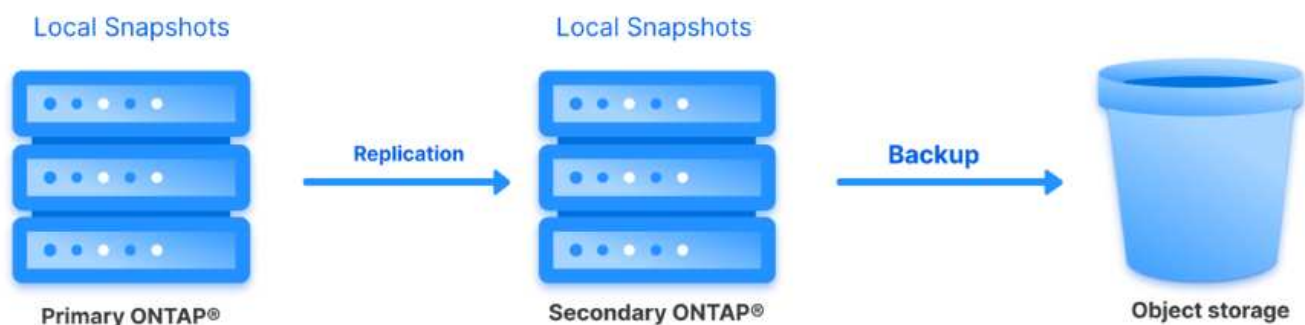 Local Snapshots
Local Snapshots
Replication
Backup
Primary ONTAP®
Secondary ONTAP®
Object storage